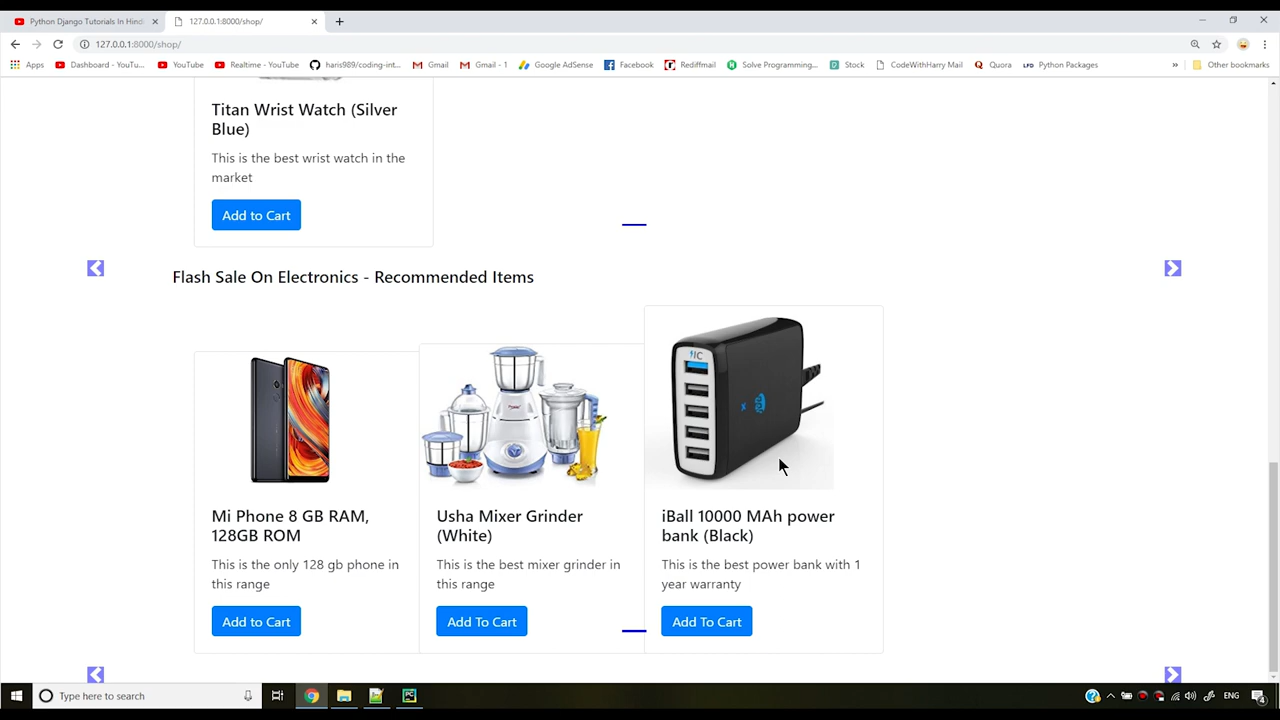 Python Django Tutorials In Hindi
127.0.0.1:8000/shop/
127.0.0.1:8000/shop/
Apps
Dashboard - YouTu...
YouTube
Realtime - YouTube
haris989/coding-int...
Gmail
Gmail - 1
Google AdSense
Facebook
Rediffmail
Solve Programming...
Stock
CodeWithHarry Mail
Quora
LFD
Python Packages
»
Other bookmarks
Titan Wrist Watch (Silver
Blue)
This is the best wrist watch in the
market
Add to Cart
Flash Sale On Electronics - Recommended Items
Mi Phone 8 GB RAM,
128GB ROM
This is the only 128 gb phone in
this range
Add to Cart
Usha Mixer Grinder
(White)
This is the best mixer grinder in
this range
Add To Cart
iBall 10000 MAh power
bank (Black)
This is the best power bank with 1
year warranty
Add To Cart
Type here to search
ENG
4